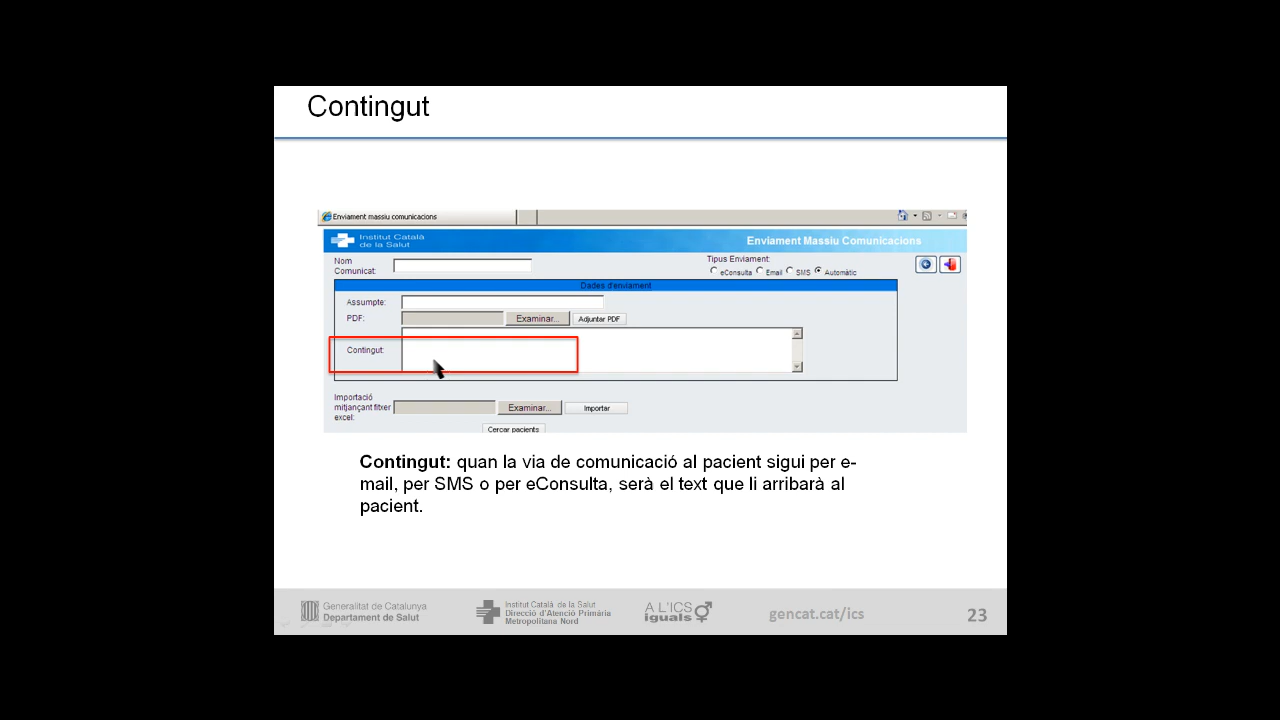 Contingut
Enviament massiu comunicacions
Institut Català
de la Salut
Enviament Massiu Comunicacions
Nom
Comunicat:
Tipus Enviament:
eConsulta Email SMS Automàtic
Dades d'enviament
Assumpte:
PDF: Examinar... Adjuntar PDF
Contingut:
Importació
mitjançant fitxer
excel:
Examinar... Importar
Cercar pacients
Contingut: quan la via de comunicació al pacient sigui per e-
mail, per SMS o per eConsulta, serà el text que li arribarà al
pacient.
Generalitat de Catalunya
Departament de Salut
Institut Català de la Salut
Direcció d'Atenció Primària
Metropolitana Nord
A L'ICS
iguals
gencat.cat/ics
23